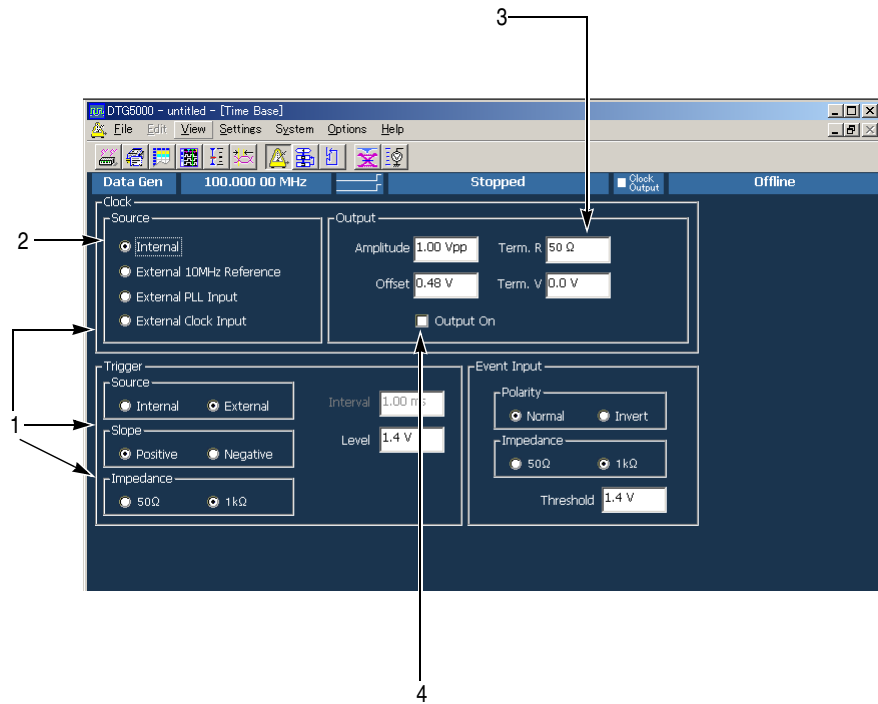 3
DTG5000 - untitled - [Time Base]
File Edit View Settings System Options Help
Data Gen 100.000 00 MHz Stopped Clock Output Offline
Clock
Source
Output
2
Internal
Amplitude 1.00 Vpp Term. R 50 Ω
External 10MHz Reference
Offset 0.48 V Term. V 0.0 V
External PLL Input
External Clock Input
Output On
Trigger
Event Input
Source
Internal External
Interval 1.00 ms
Polarity
Normal Invert
1
Slope
Positive Negative
Level 1.4 V
Impedance
50Ω 1kΩ
Impedance
50Ω 1kΩ
Threshold 1.4 V
4